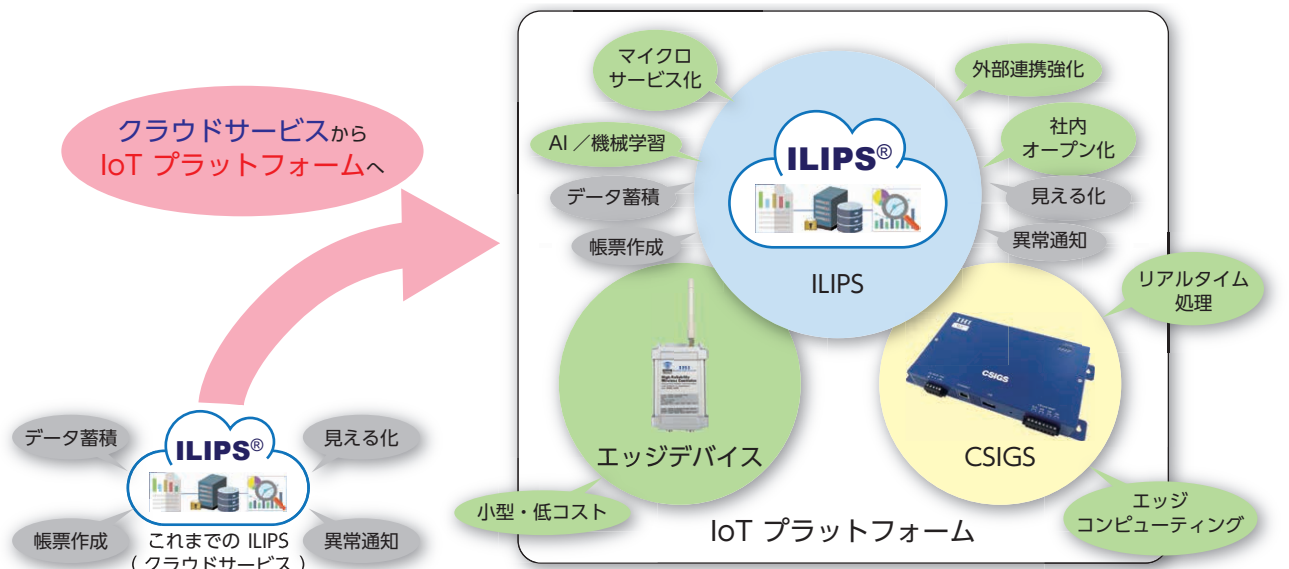 クラウドサービスから
IoT プラットフォームへ
データ蓄積
ILIPS®
見える化
帳票作成
これまでの ILIPS
( クラウドサービス )
異常通知
マイクロ
サービス化
外部連携強化
AI ／機械学習
社内
オープン化
ILIPS®
データ蓄積
見える化
帳票作成
異常通知
ILIPS
リアルタイム
処理
IHI
エッジデバイス
CSIGS
CSIGS
小型・低コスト
エッジ
コンピューティング
IoT プラットフォーム